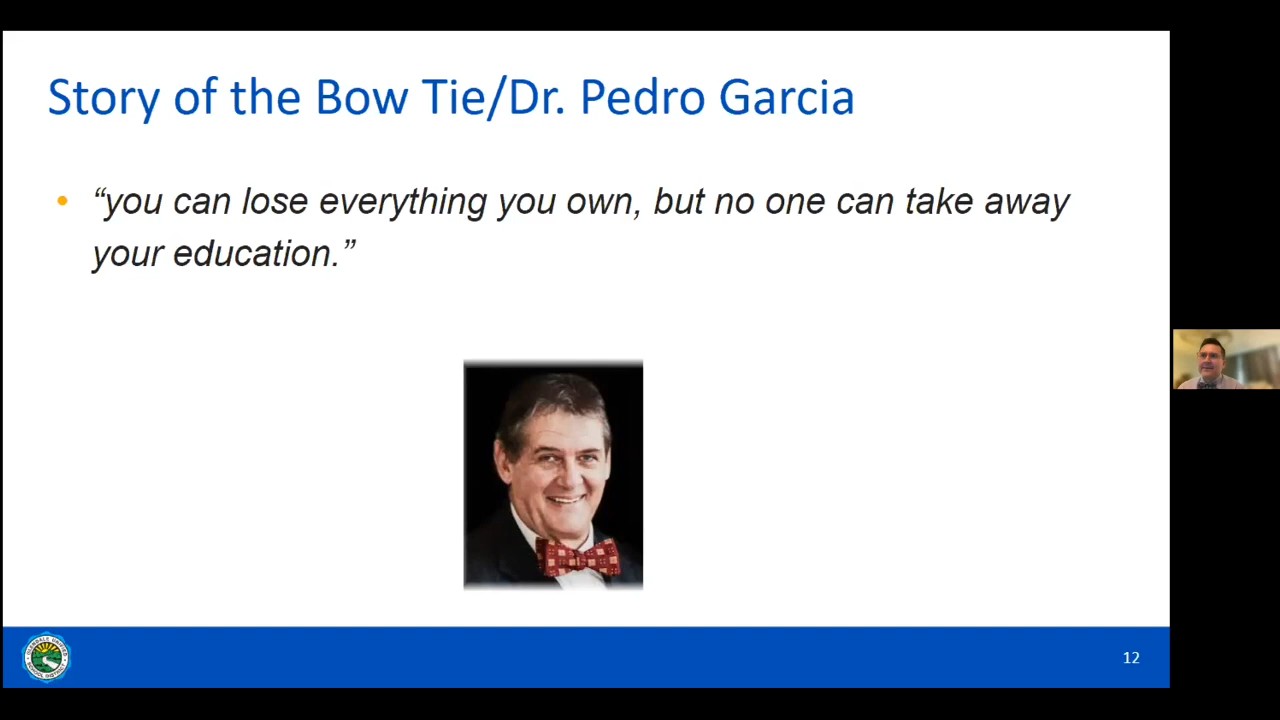 Story of the Bow Tie/Dr. Pedro Garcia
• “you can lose everything you own, but no one can take away
your education.”
12